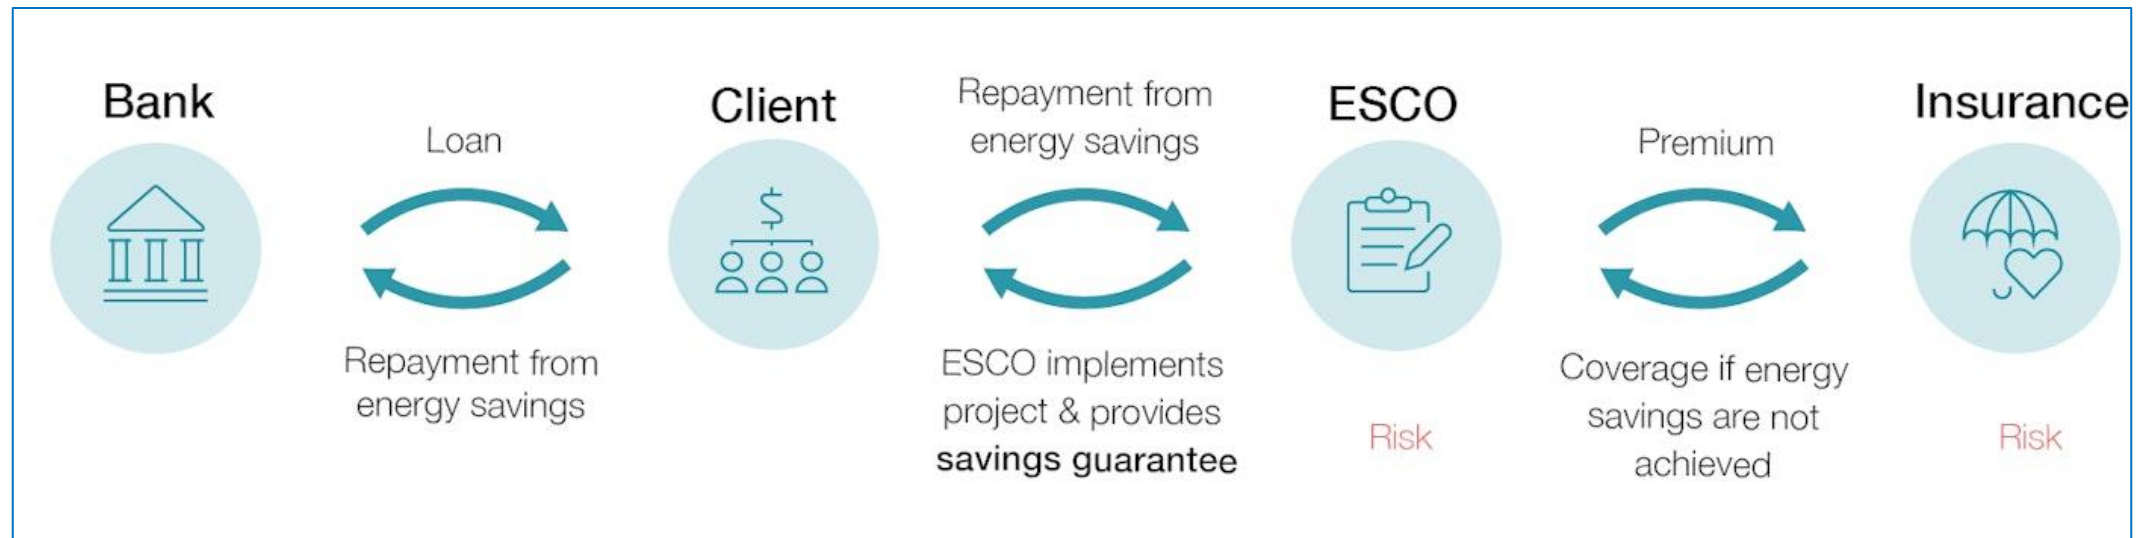 Bank
Loan
Repayment from
energy savings
Client
Repayment from
energy savings
ESCO implements
project & provides
savings guarantee
ESCO
Risk
Premium
Coverage if energy
savings are not
achieved
Insurance
Risk